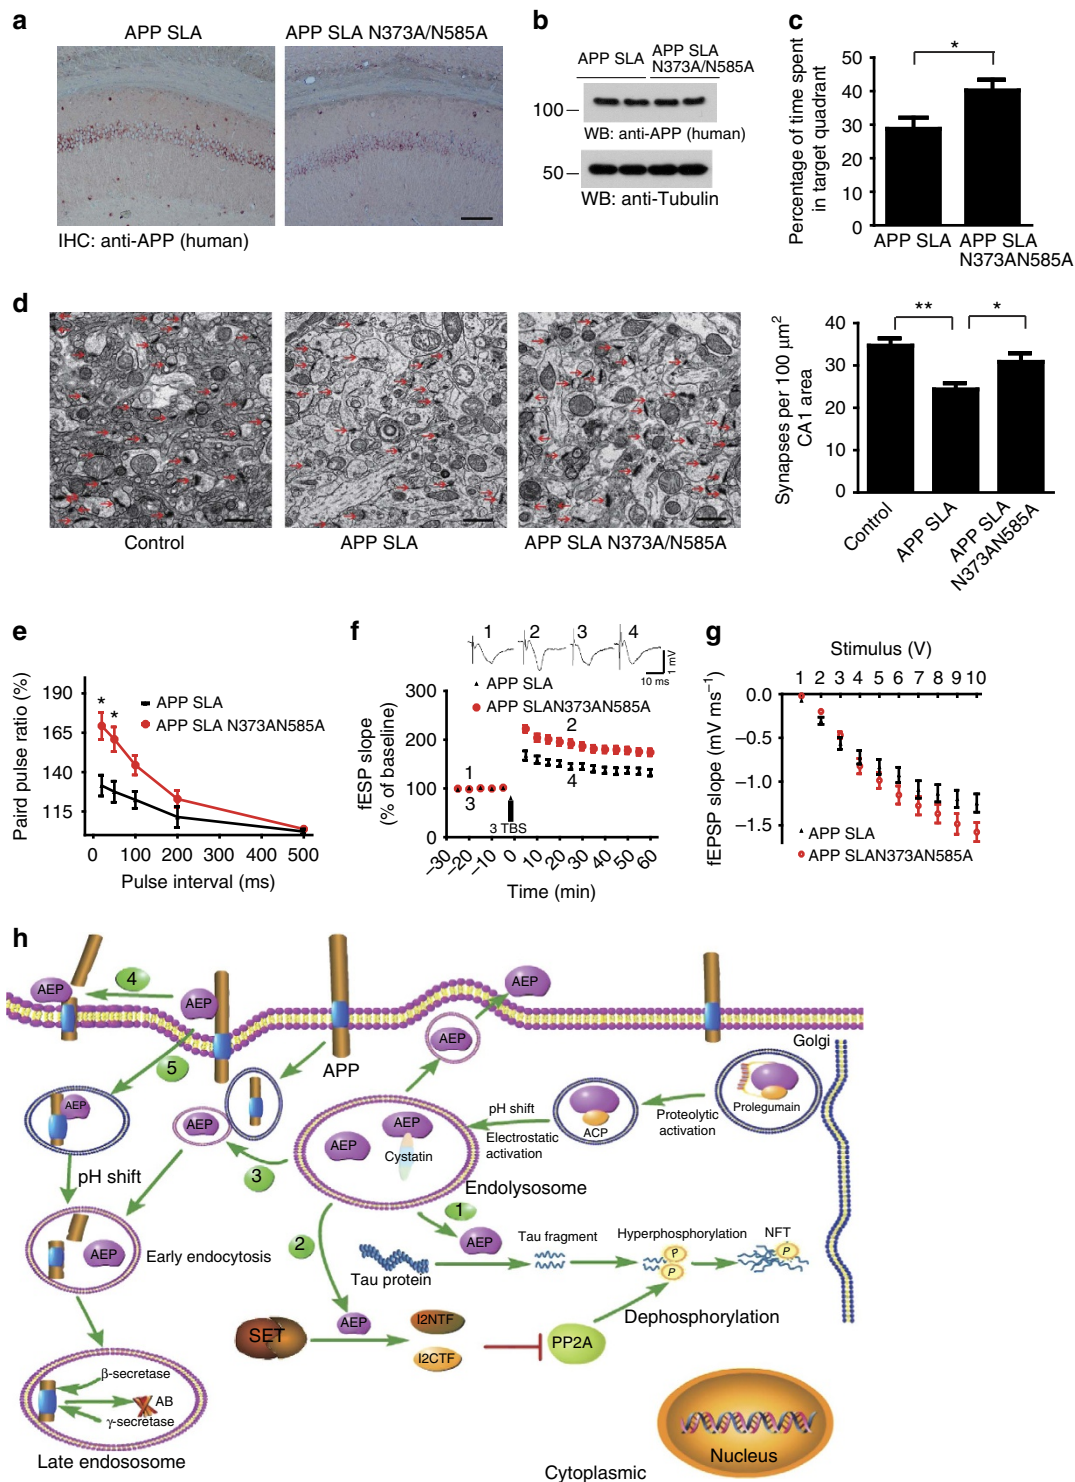 a
APP SLA
APP SLA N373A/N585A
IHC: anti-APP (human)
b
APP SLA
APP SLA
N373A/N585A
100
WB: anti-APP (human)
50
WB: anti-Tubulin
c
Percentage of time spent
in target quadrant
50
40
30
20
10
0
*
APP SLA
APP SLA
N373AN585A
d
Control
APP SLA
APP SLA N373A/N585A
Synapses per 100 µm2
CA1 area
40
30
20
10
0
**
*
Control
APP SLA
APP SLA
N373AN585A
e
Paird pulse ratio (%)
190
165
140
115
*
*
APP SLA
APP SLA N373AN585A
0 100 200 300 400 500
Pulse interval (ms)
f
1 2 3 4
1 mV
10 ms
fESP slope
(% of baseline)
300
200
100
0
APP SLA
APP SLAN373AN585A
1
3
2
4
3 TBS
−30 −20 −10 0 10 20 30 40 50 60
Time (min)
g
Stimulus (V)
1 2 3 4 5 6 7 8 9 10
fEPSP slope (mV ms−1)
0.0
−0.5
−1.0
−1.5
APP SLA
APP SLAN373AN585A
h
AEP
4
AEP
AEP
Golgi
5
APP
AEP
AEP
AEP
pH shift
3
AEP
AEP
Cystatin
Endolysosome
pH shift
Electrostatic
activation
ACP
Proteolytic
activation
Prolegumain
AEP
Early endocytosis
1
AEP
Tau protein
Tau fragment
Hyperphosphorylation
P
P
NFT
P
2
AEP
SET
I2NTF
I2CTF
PP2A
Dephosphorylation
β-secretase
AB
γ-secretase
Late endososome
Nucleus
Cytoplasmic